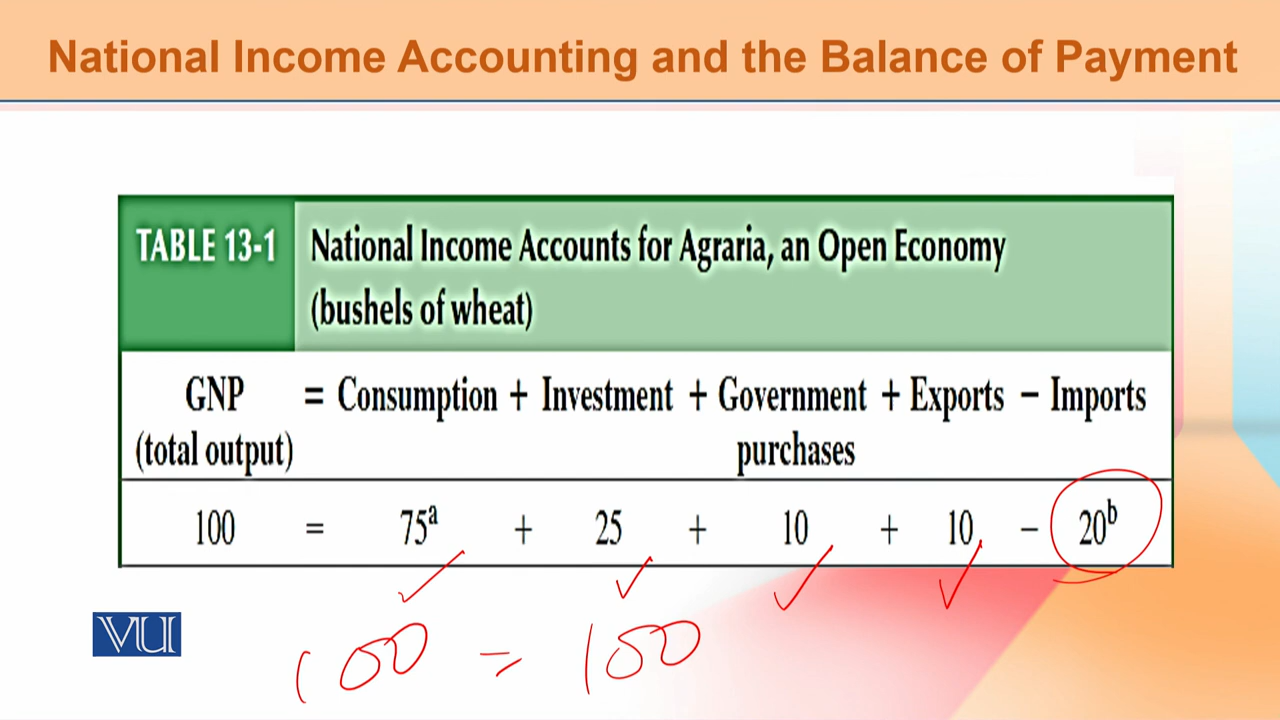 National Income Accounting and the Balance of Payment
TABLE 13-1
National Income Accounts for Agraria, an Open Economy
(bushels of wheat)
GNP = Consumption + Investment + Government + Exports − Imports
(total output) purchases
100 = 75ᵃ + 25 + 10 + 10 − 20ᵇ
100 = 100
VU